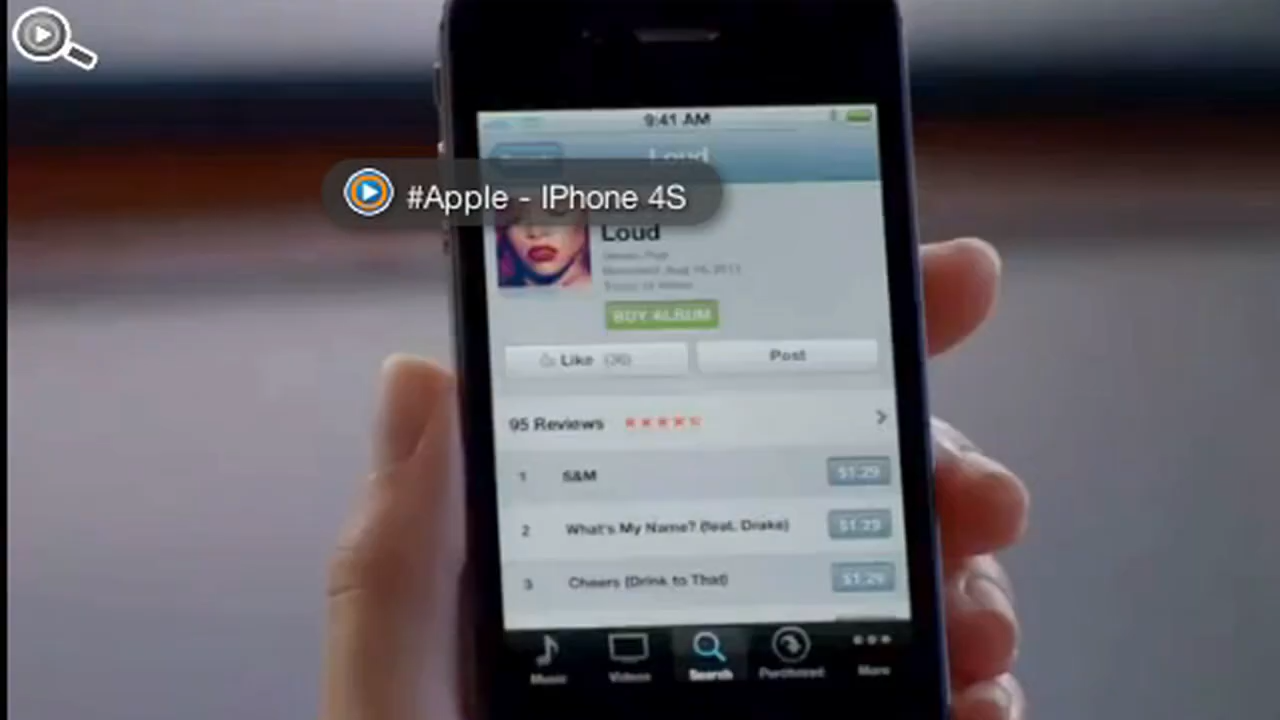 9:41 AM
Loud
#Apple - IPhone 4S
Loud
BUY ALBUM
Like (36)
Post
95 Reviews
1 S&M $1.29
2 What's My Name? (feat. Drake) $1.29
3 Cheers (Drink to That) $1.29
Music Videos Search Purchased More